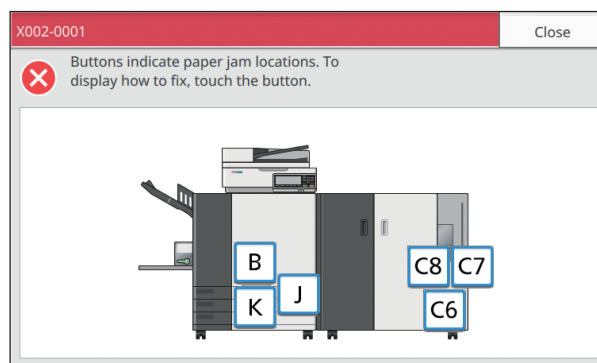 X002-0001
Close
Buttons indicate paper jam locations. To
display how to fix, touch the button.
B
J
K
C8
C7
C6